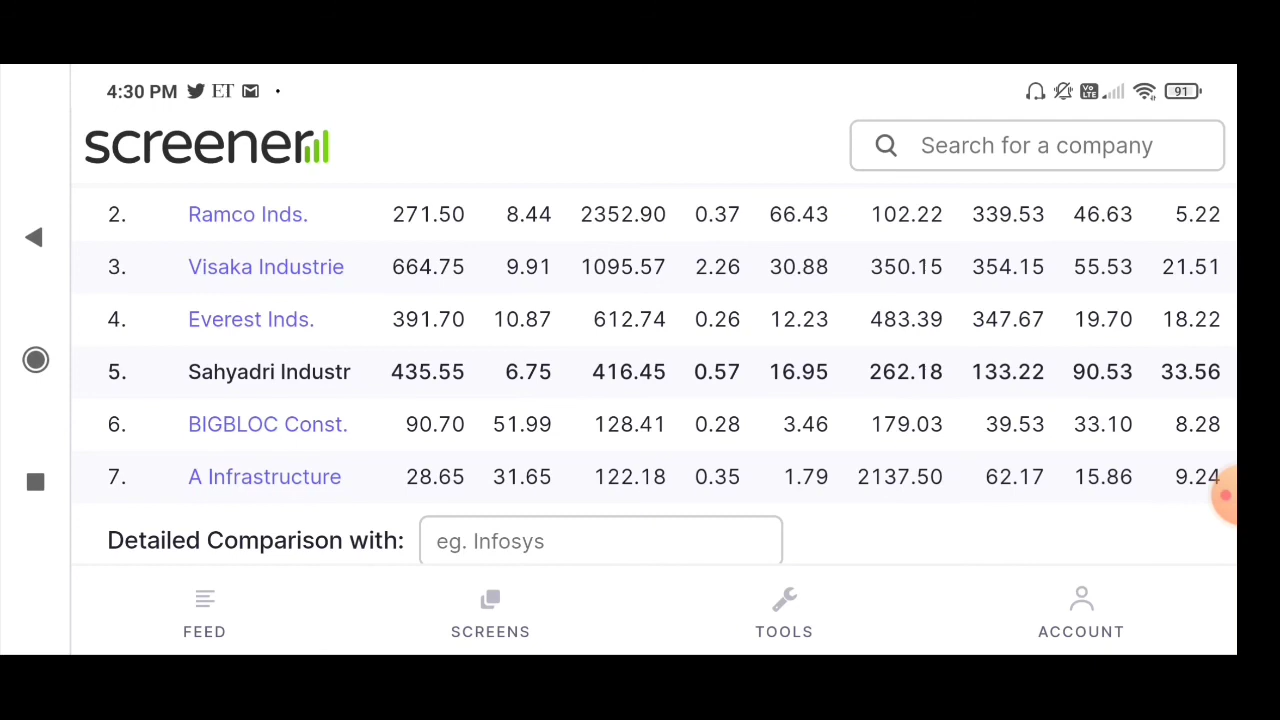 4:30 PM ET Vo LTE 91
screener Search for a company
2. Ramco Inds. 271.50 8.44 2352.90 0.37 66.43 102.22 339.53 46.63 5.22
3. Visaka Industrie 664.75 9.91 1095.57 2.26 30.88 350.15 354.15 55.53 21.51
4. Everest Inds. 391.70 10.87 612.74 0.26 12.23 483.39 347.67 19.70 18.22
5. Sahyadri Industr 435.55 6.75 416.45 0.57 16.95 262.18 133.22 90.53 33.56
6. BIGBLOC Const. 90.70 51.99 128.41 0.28 3.46 179.03 39.53 33.10 8.28
7. A Infrastructure 28.65 31.65 122.18 0.35 1.79 2137.50 62.17 15.86 9.24
Detailed Comparison with: eg. Infosys
FEED SCREENS TOOLS ACCOUNT